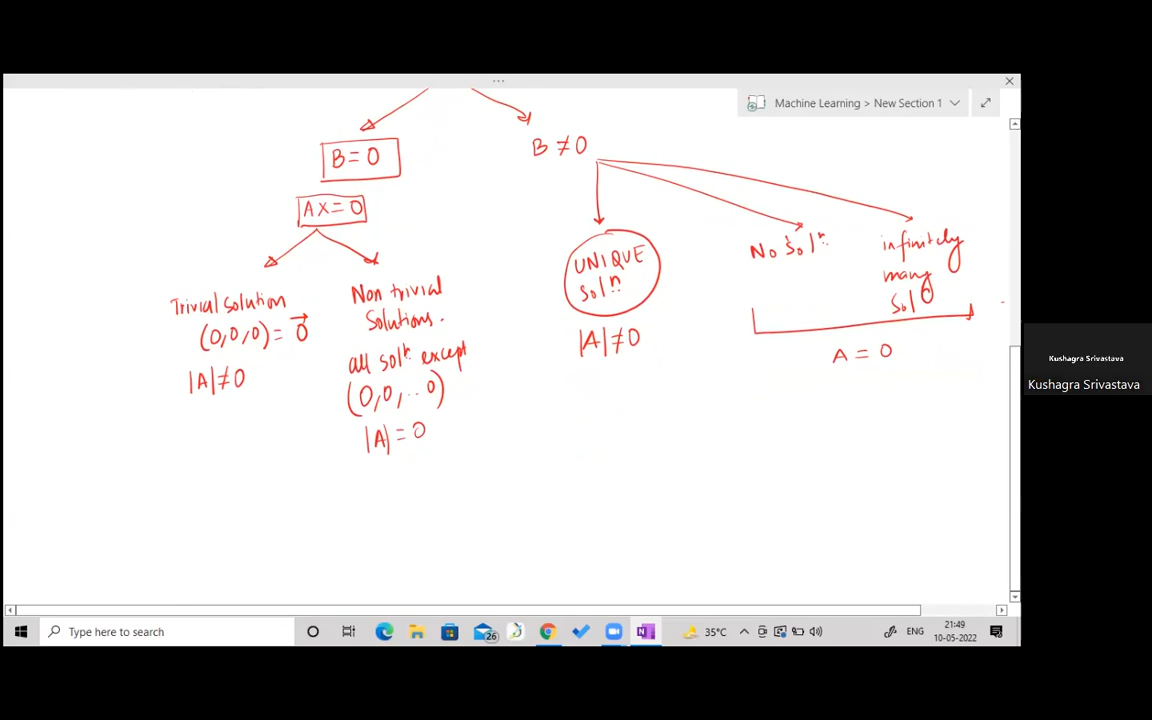 Machine Learning > New Section 1
B = 0
B ≠ 0
AX = 0
Trivial solution
(0,0,0) = 0⃗
|A| ≠ 0
Non trivial
Solutions.
all solⁿ except
(0,0,...0)
|A| = 0
UNIQUE
solⁿ
|A| ≠ 0
No Solⁿ
infinitely
many
sol
A = 0
Kushagra Srivastava
Kushagra Srivastava
Type here to search
26
35°C
ENG
21:49
10-05-2022